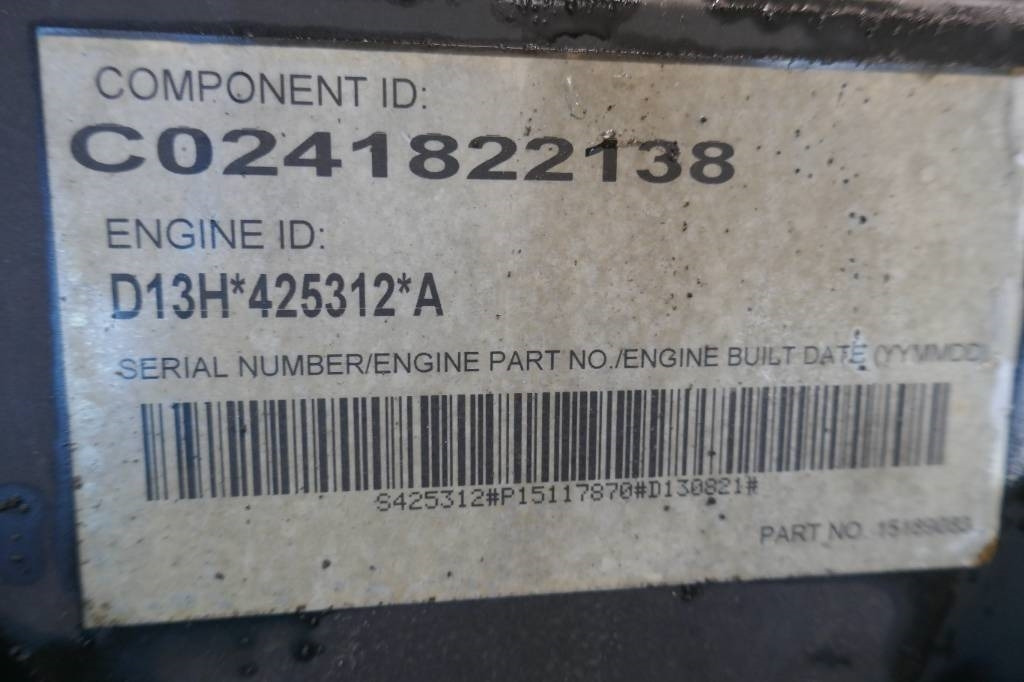 COMPONENT ID:
C0241822138
ENGINE ID:
D13H*425312*A
SERIAL NUMBER/ENGINE PART NO./ENGINE BUILT DATE (YYMMDD)
S425312#P15117870#D130821#
PART NO. 15189083